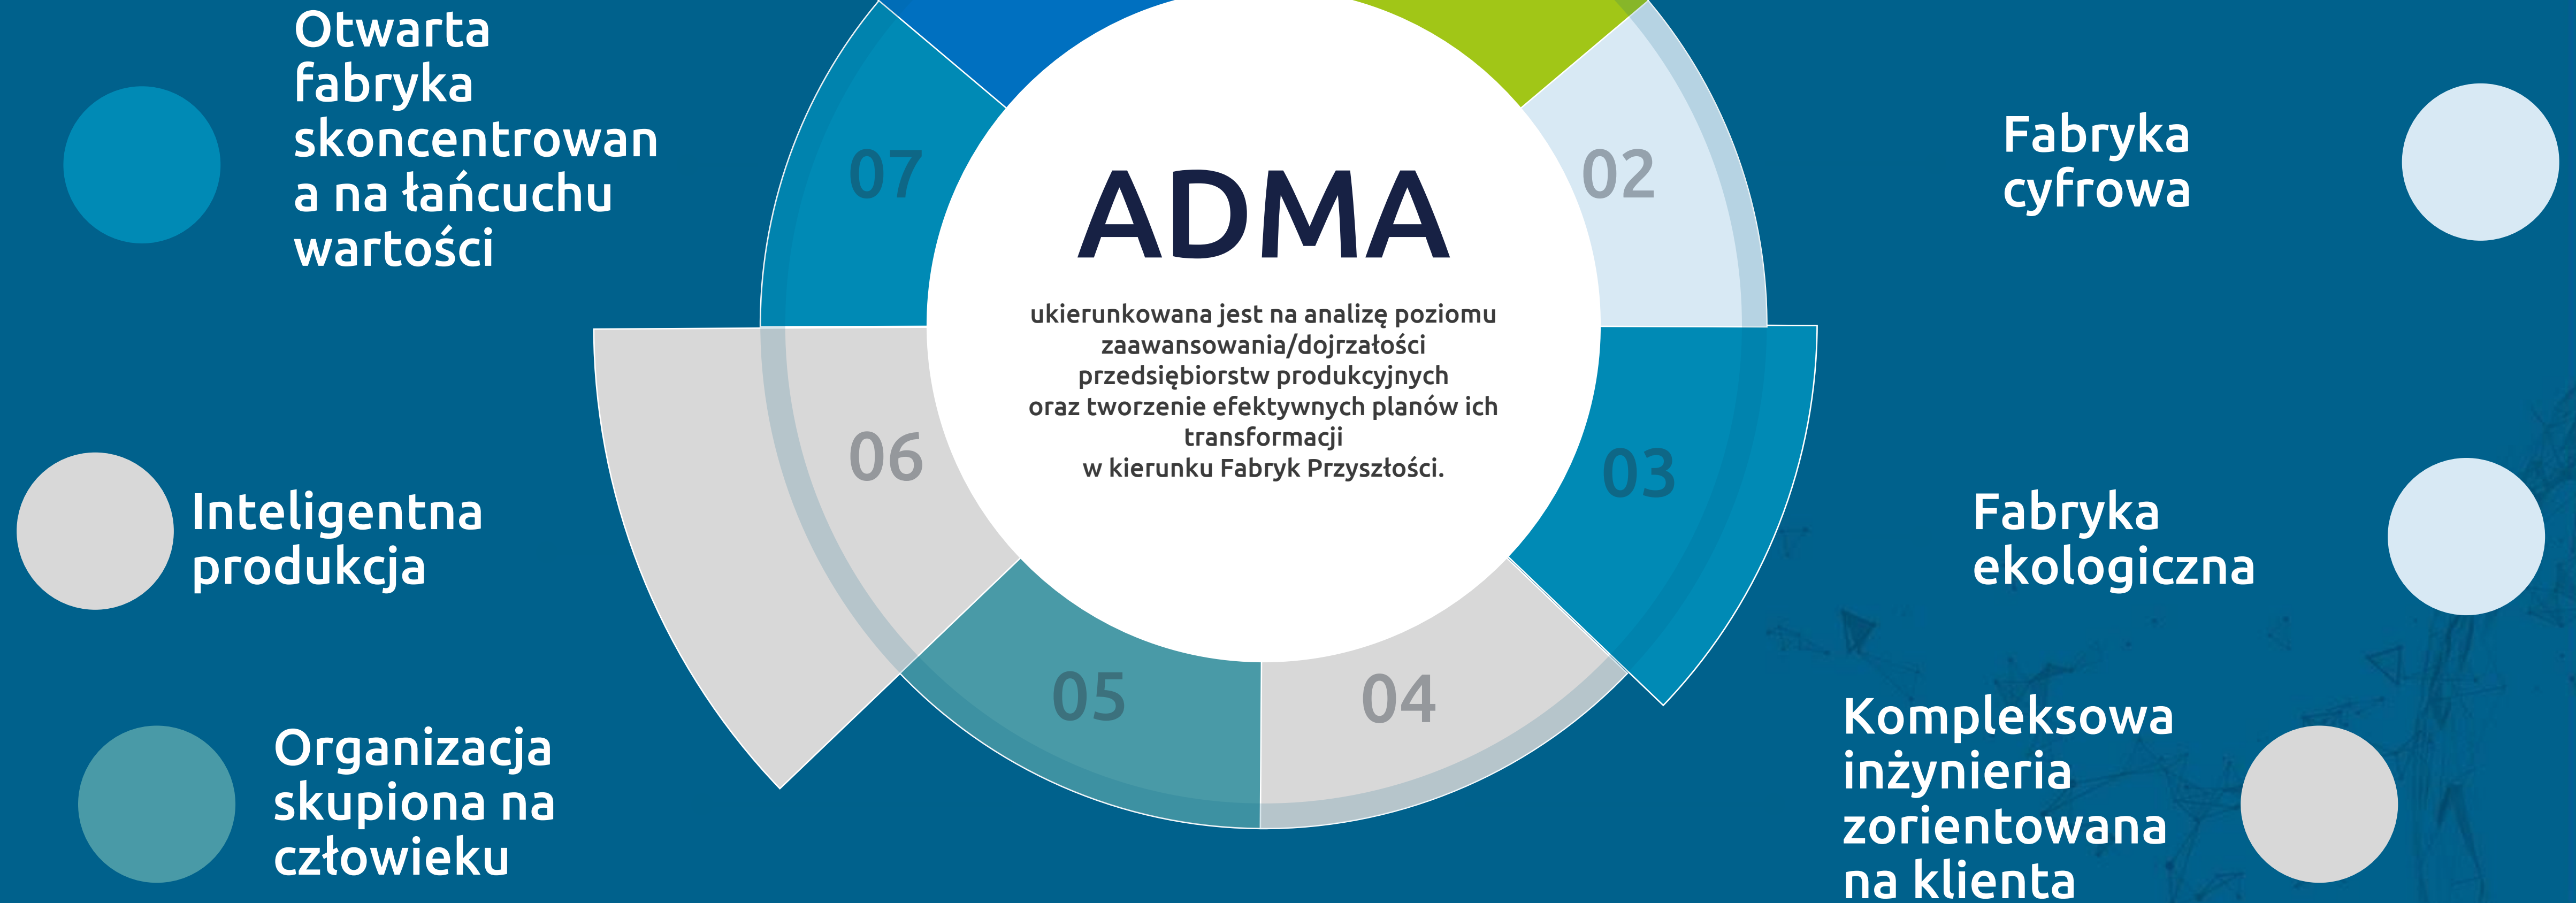 Otwarta
fabryka
skoncentrowan
a na łańcuchu
wartości
Inteligentna
produkcja
Organizacja
skupiona na
człowieku
07
06
05
04
03
02
ADMA
ukierunkowana jest na analizę poziomu
zaawansowania/dojrzałości
przedsiębiorstw produkcyjnych
oraz tworzenie efektywnych planów ich
transformacji
w kierunku Fabryk Przyszłości.
Fabryka
cyfrowa
Fabryka
ekologiczna
Kompleksowa
inżynieria
zorientowana
na klienta